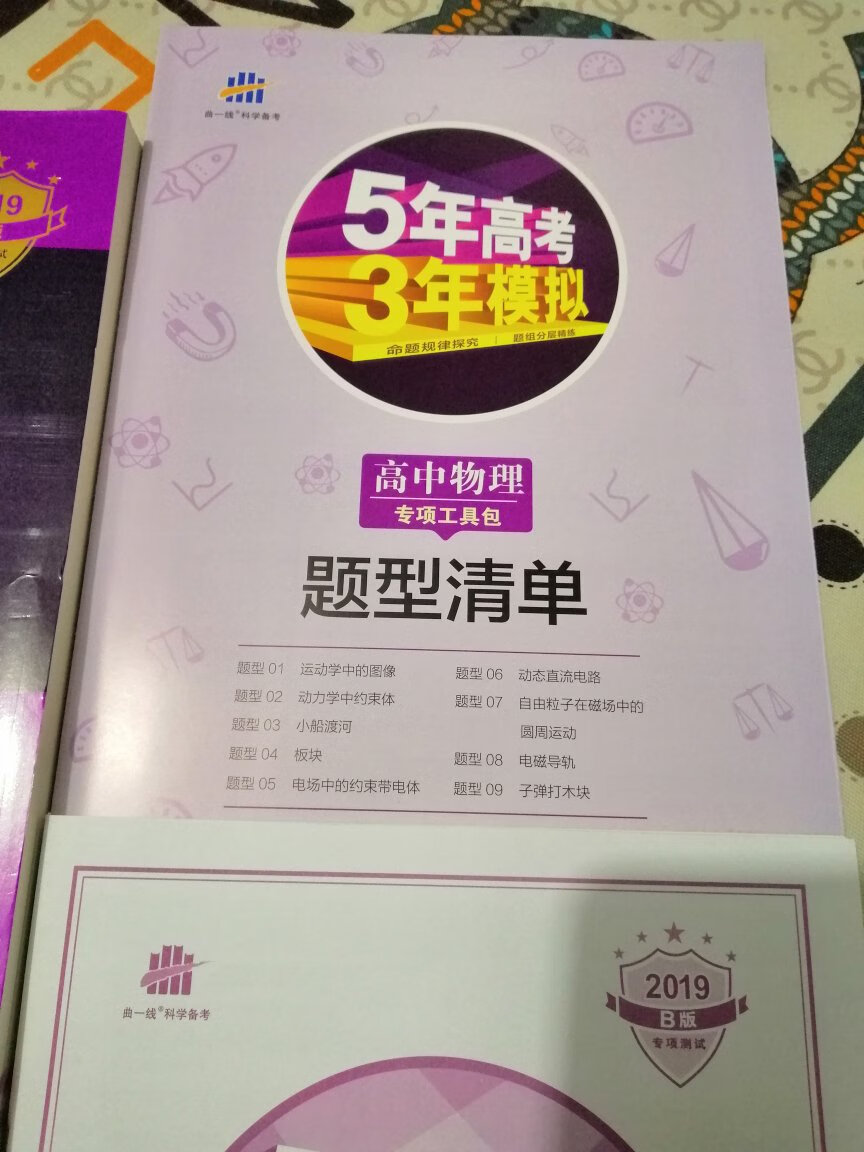 曲一线®科学备考
19
5年高考
3年模拟
命题规律探究 | 题组分层精练
高中物理
专项工具包
题型清单
题型 01 运动学中的图像
题型 02 动力学中约束体
题型 03 小船渡河
题型 04 板块
题型 05 电场中的约束带电体
题型 06 动态直流电路
题型 07 自由粒子在磁场中的
圆周运动
题型 08 电磁导轨
题型 09 子弹打木块
曲一线®科学备考
2019
B版
专项测试